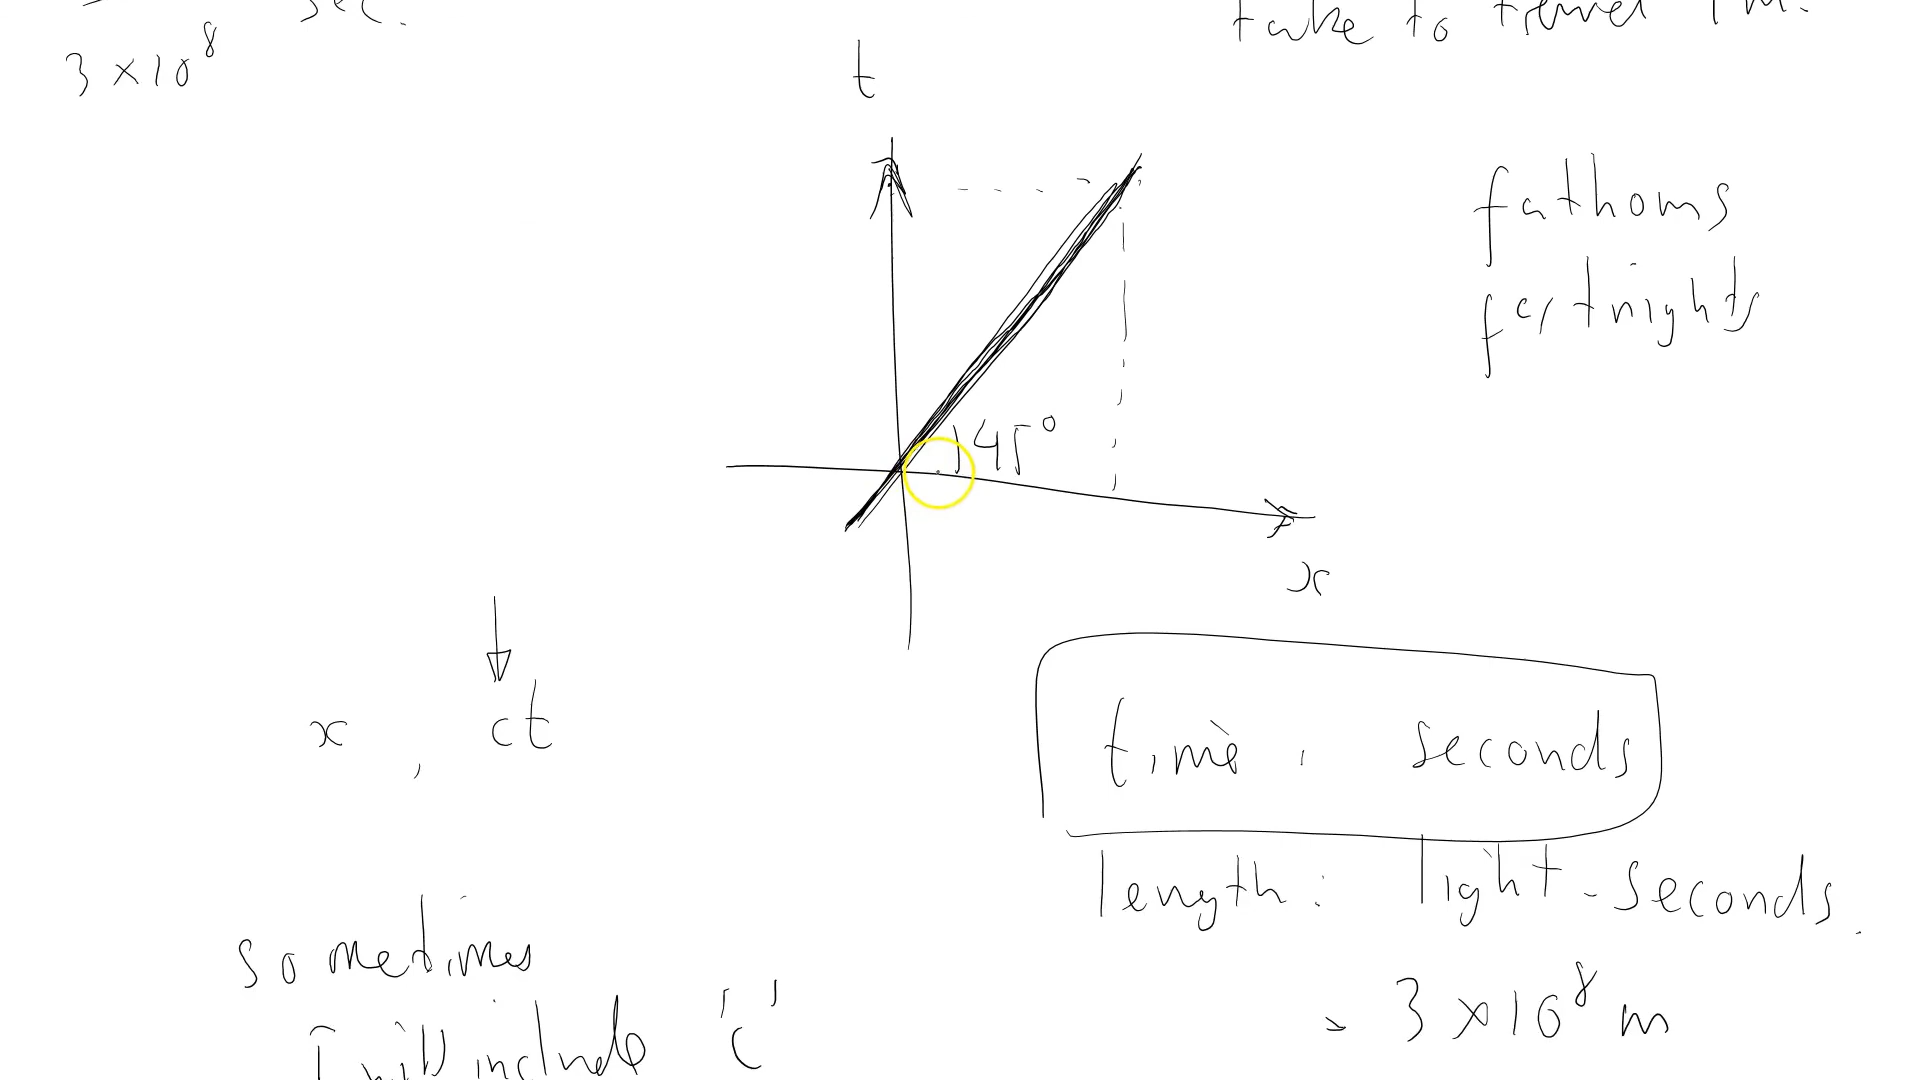 sec.
3 × 10⁸
take to travel 1m.
t
fathoms
fortnights
45°
x
x , ct
time : seconds
length : light-seconds.
= 3 × 10⁸ m
sometimes
I will include 'c'